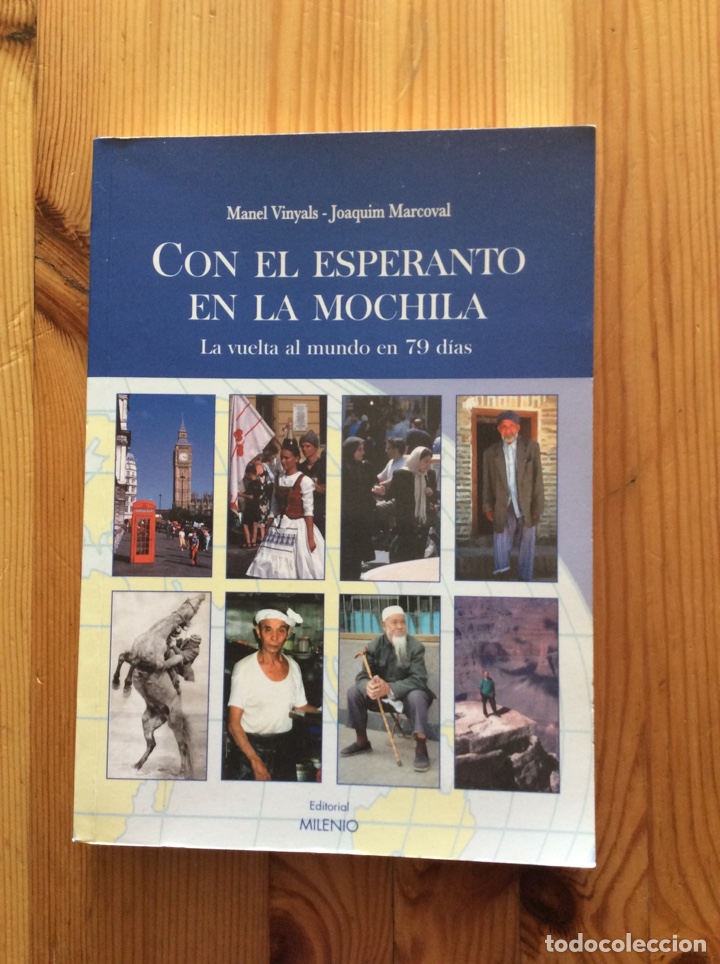 Manel Vinyals - Joaquim Marcoval
CON EL ESPERANTO
EN LA MOCHILA
La vuelta al mundo en 79 días
Editorial
MILENIO
todocoleccion